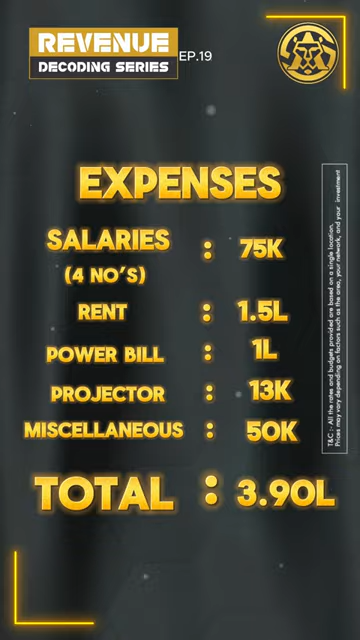 REVENUE
DECODING SERIES
EP.19
EXPENSES
SALARIES : 75K
(4 NO'S)
RENT : 1.5L
POWER BILL : 1L
PROJECTOR : 13K
MISCELLANEOUS : 50K
TOTAL : 3.90L
T&C :- All the rates and budgets provided are based on a single location.
Prices may vary depending on factors such as the area, your network, and your investment